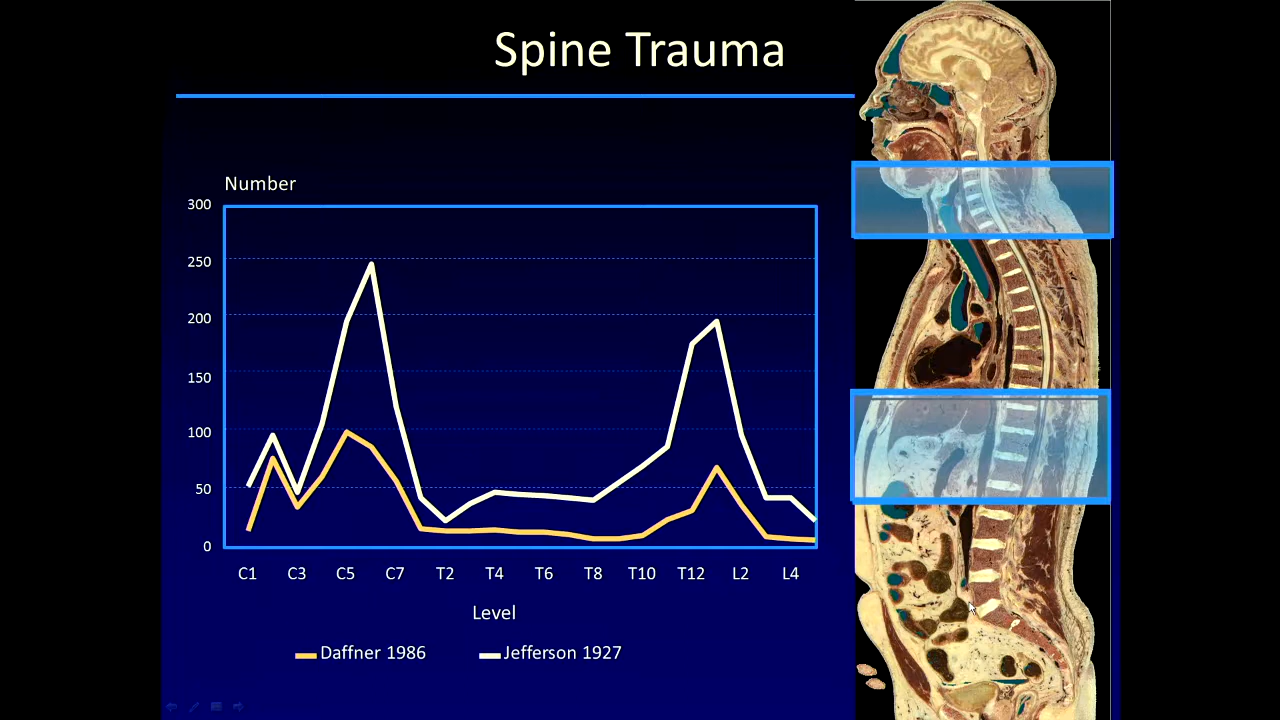 Spine Trauma
Number
300
250
200
150
100
50
0
C1 C3 C5 C7 T2 T4 T6 T8 T10 T12 L2 L4
Level
Daffner 1986 Jefferson 1927